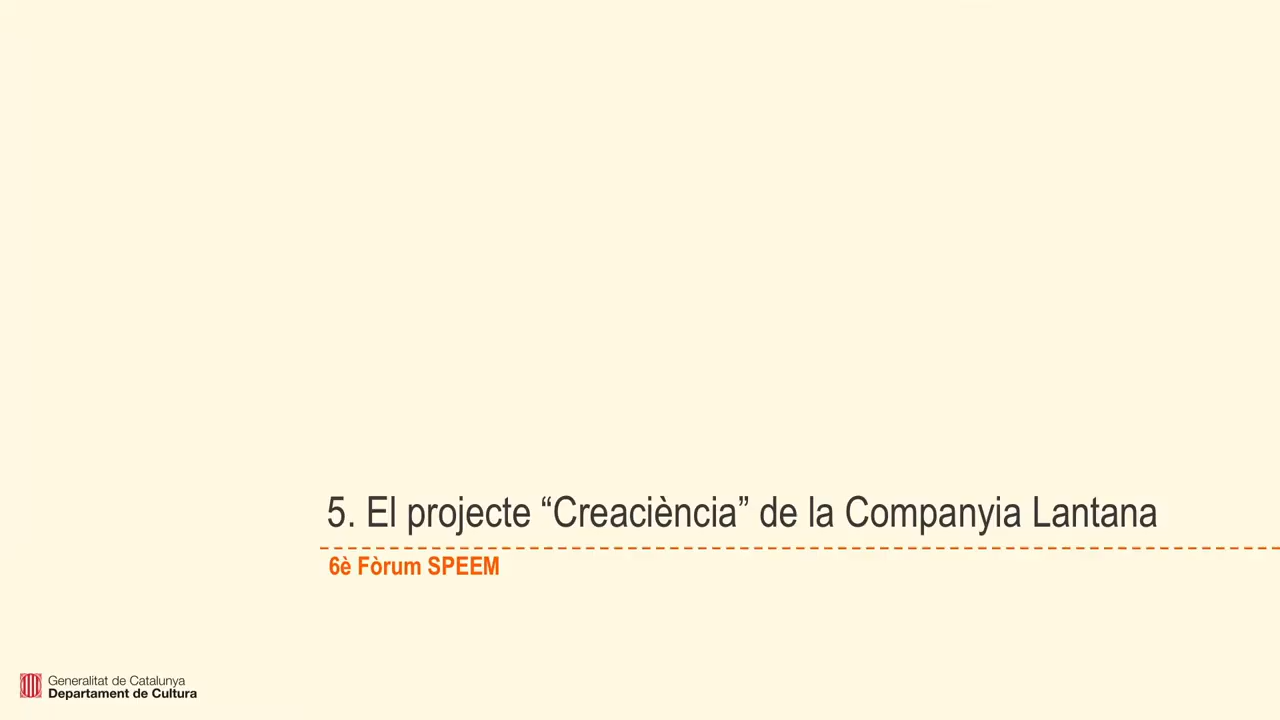 5. El projecte “Creaciència” de la Companyia Lantana
6è Fòrum SPEEM
Generalitat de Catalunya
Departament de Cultura